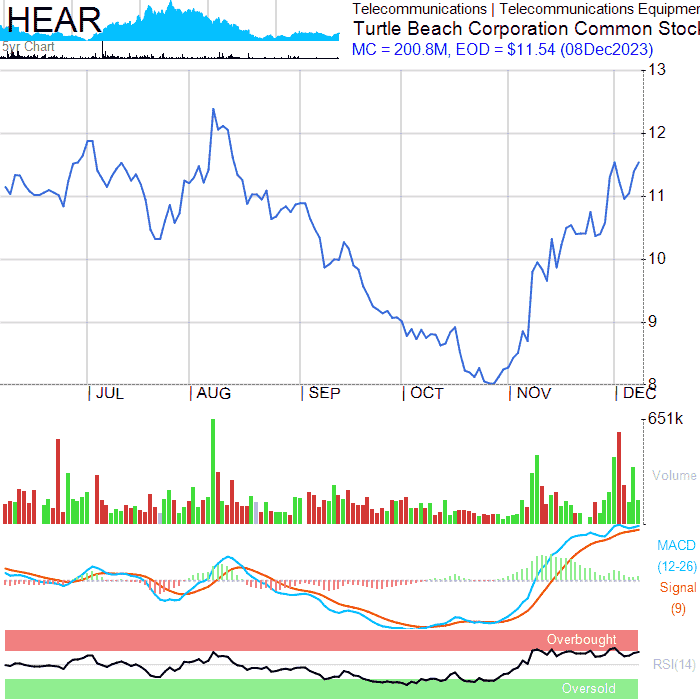 HEAR
5yr Chart
Telecommunications | Telecommunications Equipmen
Turtle Beach Corporation Common Stoc
MC = 200.8M, EOD = $11.54 (08Dec2023)
13
12
11
10
9
8
JUL AUG SEP OCT NOV DEC
651k
Volume
MACD
(12-26)
Signal
(9)
Overbought
RSI(14)
Oversold